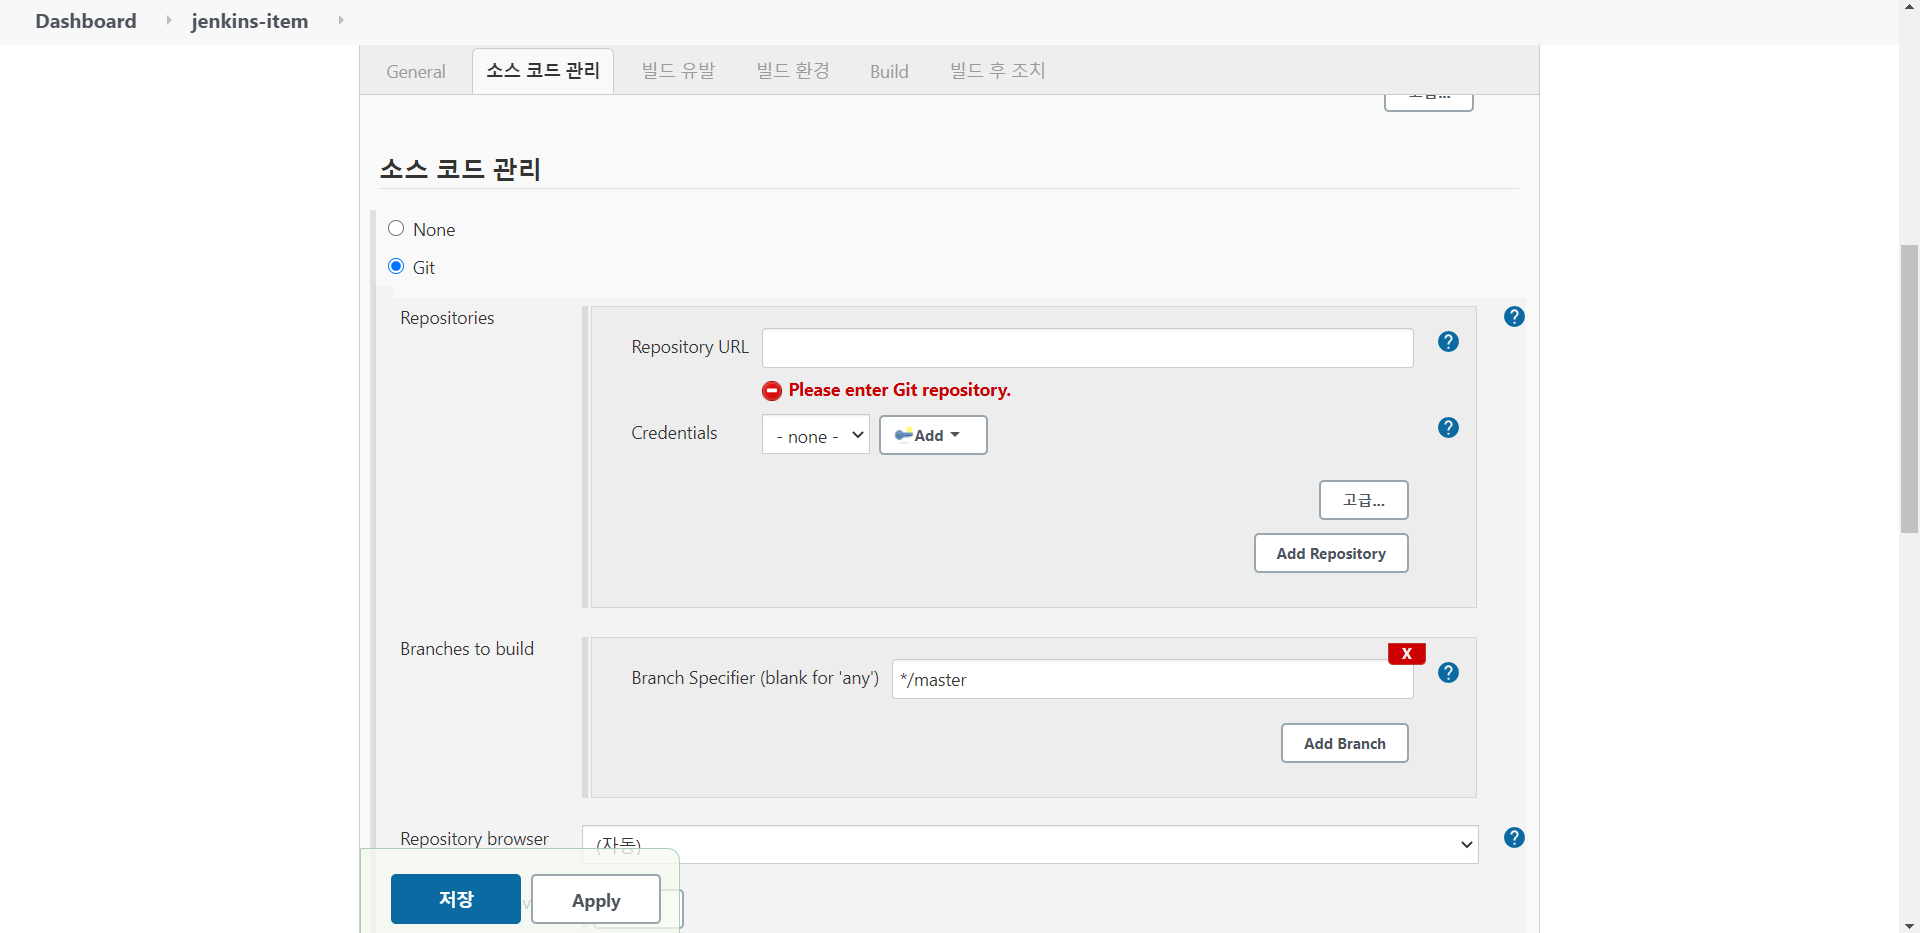 Dashboard jenkins-item
General 소스 코드 관리 빌드 유발 빌드 환경 Build 빌드 후 조치
소스 코드 관리
None
Git
Repositories
Repository URL
Please enter Git repository.
Credentials - none - Add
고급...
Add Repository
Branches to build
X
Branch Specifier (blank for 'any') */master
Add Branch
Repository browser (자동)
저장 Apply